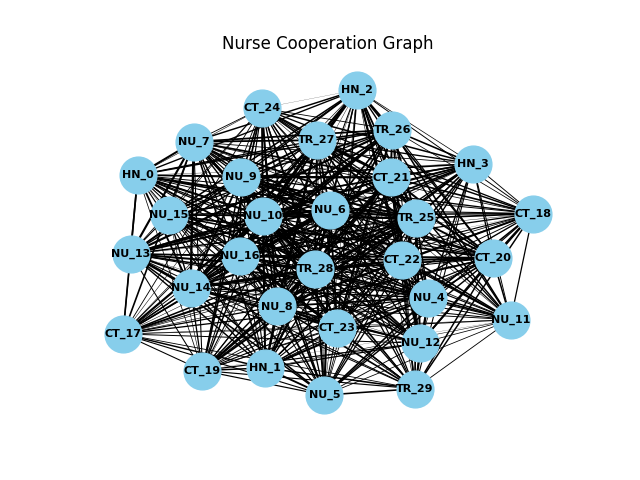 Nurse Cooperation Graph
HN_2
CT_24
TR_26
TR_27
NU_7
HN_3
HN_0
NU_9
CT_21
NU_6
NU_15
NU_10
TR_25
CT_18
NU_13
NU_16
CT_22
CT_20
TR_28
NU_14
NU_4
NU_8
NU_11
CT_23
CT_17
NU_12
HN_1
CT_19
TR_29
NU_5